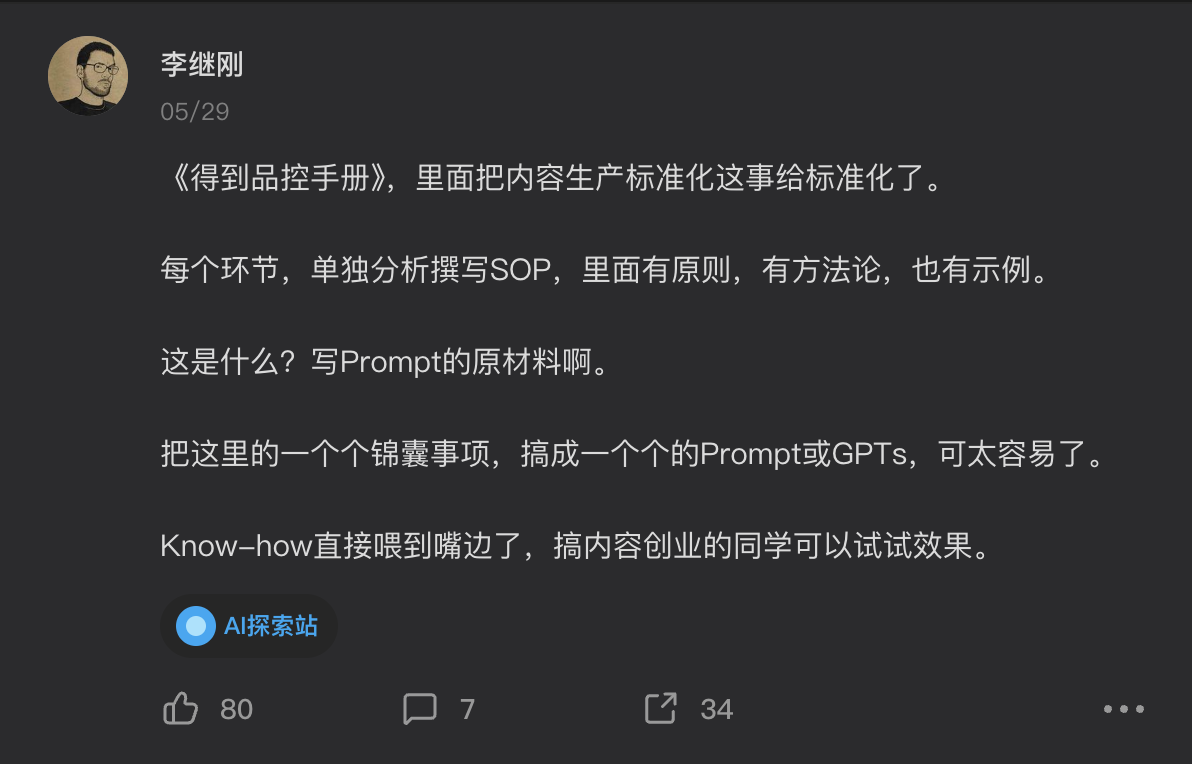 李继刚
05/29
《得到品控手册》，里面把内容生产标准化这事给标准化了。
每个环节，单独分析撰写SOP，里面有原则，有方法论，也有示例。
这是什么？写Prompt的原材料啊。
把这里的一个个锦囊事项，搞成一个个的Prompt或GPTs，可太容易了。
Know-how直接喂到嘴边了，搞内容创业的同学可以试试效果。
AI探索站
80 7 34